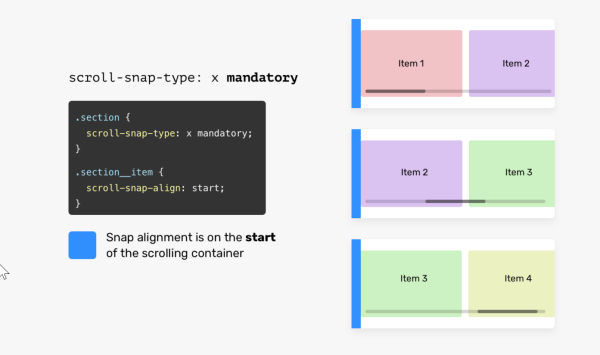 scroll-snap-type: x mandatory
.section {
scroll-snap-type: x mandatory;
}
.section__item {
scroll-snap-align: start;
}
Snap alignment is on the start
of the scrolling container
Item 1
Item 2
Item 2
Item 3
Item 3
Item 4